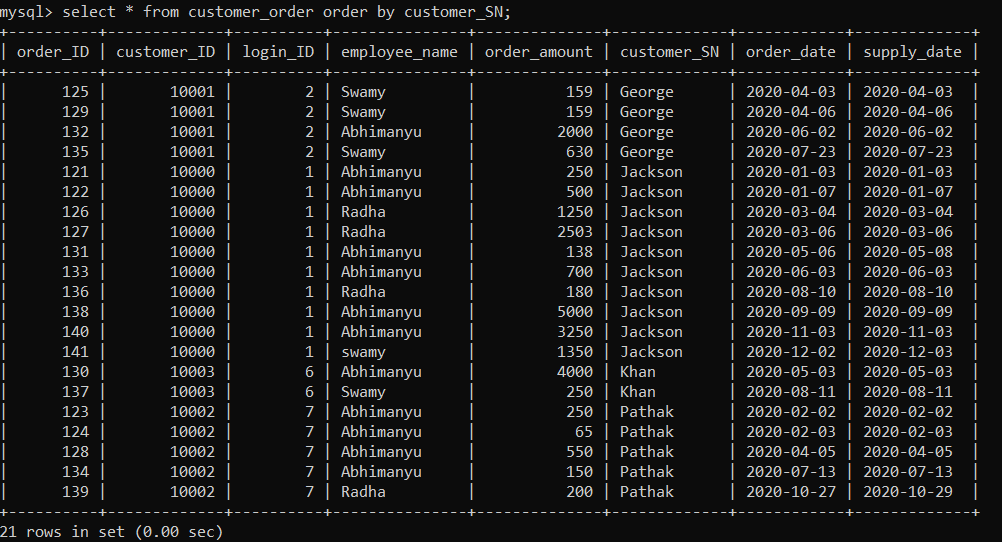 mysql> select * from customer_order order by customer_SN;
+----------+-------------+----------+---------------+--------------+-------------+------------+-------------+
| order_ID | customer_ID | login_ID | employee_name | order_amount | customer_SN | order_date | supply_date |
+----------+-------------+----------+---------------+--------------+-------------+------------+-------------+
|      125 |       10001 |        2 | Swamy         |          159 | George      | 2020-04-03 | 2020-04-03  |
|      129 |       10001 |        2 | Swamy         |          159 | George      | 2020-04-06 | 2020-04-06  |
|      132 |       10001 |        2 | Abhimanyu     |         2000 | George      | 2020-06-02 | 2020-06-02  |
|      135 |       10001 |        2 | Swamy         |          630 | George      | 2020-07-23 | 2020-07-23  |
|      121 |       10000 |        1 | Abhimanyu     |          250 | Jackson     | 2020-01-03 | 2020-01-03  |
|      122 |       10000 |        1 | Abhimanyu     |          500 | Jackson     | 2020-01-07 | 2020-01-07  |
|      126 |       10000 |        1 | Radha         |         1250 | Jackson     | 2020-03-04 | 2020-03-04  |
|      127 |       10000 |        1 | Radha         |         2503 | Jackson     | 2020-03-06 | 2020-03-06  |
|      131 |       10000 |        1 | Abhimanyu     |          138 | Jackson     | 2020-05-06 | 2020-05-08  |
|      133 |       10000 |        1 | Abhimanyu     |          700 | Jackson     | 2020-06-03 | 2020-06-03  |
|      136 |       10000 |        1 | Radha         |          180 | Jackson     | 2020-08-10 | 2020-08-10  |
|      138 |       10000 |        1 | Abhimanyu     |         5000 | Jackson     | 2020-09-09 | 2020-09-09  |
|      140 |       10000 |        1 | Abhimanyu     |         3250 | Jackson     | 2020-11-03 | 2020-11-03  |
|      141 |       10000 |        1 | swamy         |         1350 | Jackson     | 2020-12-02 | 2020-12-03  |
|      130 |       10003 |        6 | Abhimanyu     |         4000 | Khan        | 2020-05-03 | 2020-05-03  |
|      137 |       10003 |        6 | Swamy         |          250 | Khan        | 2020-08-11 | 2020-08-11  |
|      123 |       10002 |        7 | Abhimanyu     |          250 | Pathak      | 2020-02-02 | 2020-02-02  |
|      124 |       10002 |        7 | Abhimanyu     |           65 | Pathak      | 2020-02-03 | 2020-02-03  |
|      128 |       10002 |        7 | Abhimanyu     |          550 | Pathak      | 2020-04-05 | 2020-04-05  |
|      134 |       10002 |        7 | Abhimanyu     |          150 | Pathak      | 2020-07-13 | 2020-07-13  |
|      139 |       10002 |        7 | Radha         |          200 | Pathak      | 2020-10-27 | 2020-10-29  |
+----------+-------------+----------+---------------+--------------+-------------+------------+-------------+
21 rows in set (0.00 sec)